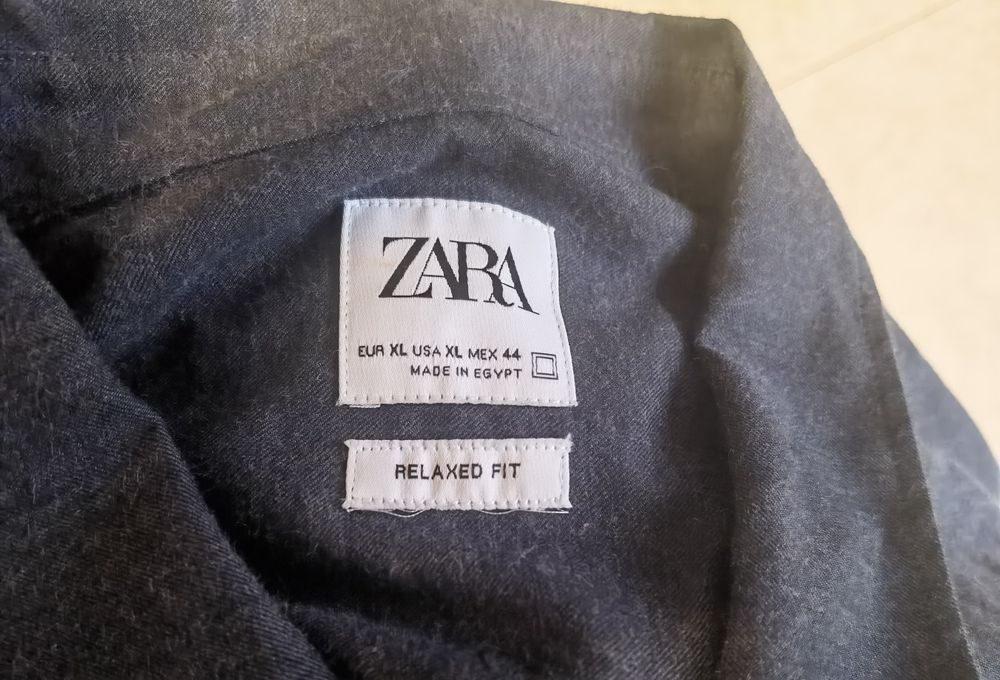 ZARA
EUR XL USA XL MEX 44
MADE IN EGYPT
RELAXED FIT